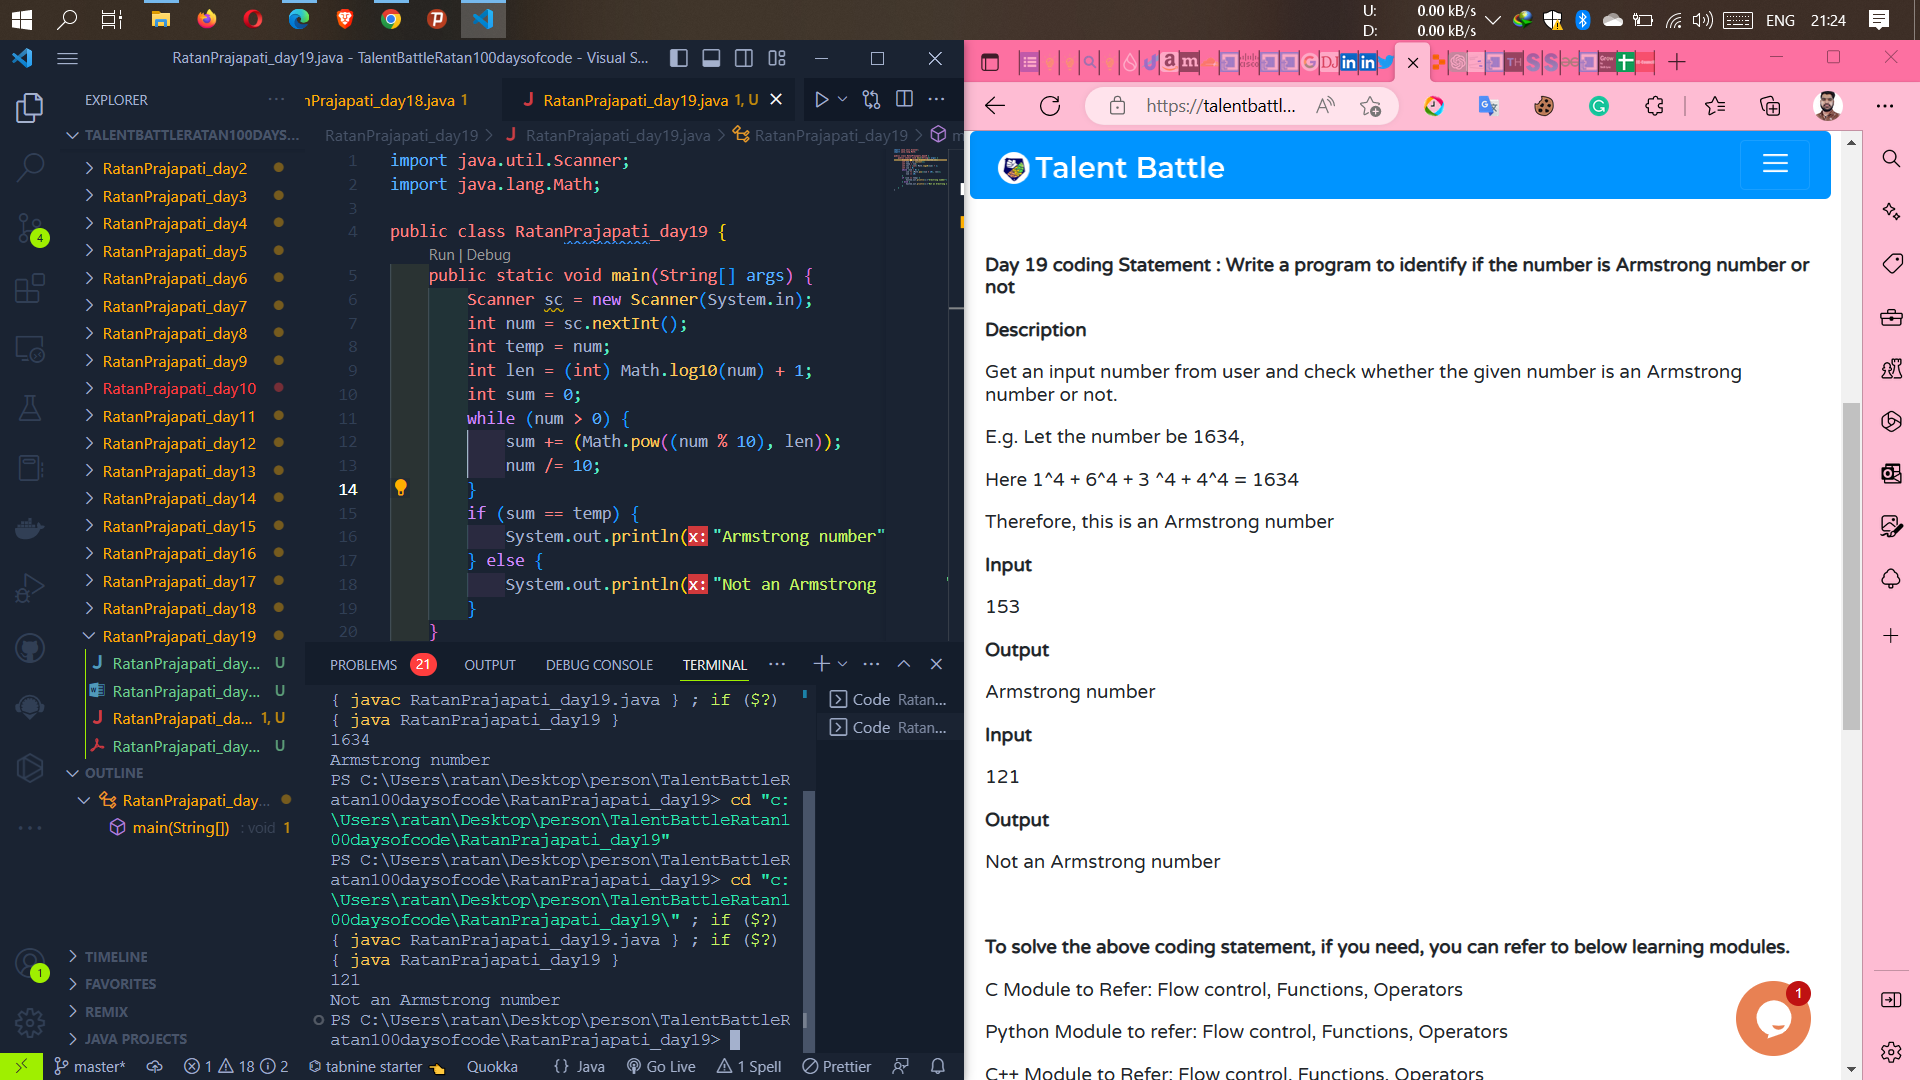 U: 0.00 kB/s
D: 0.00 kB/s
ENG 21:24
RatanPrajapati_day19.java - TalentBattleRatan100daysofcode - Visual S...
EXPLORER
TALENTBATTLERATAN100DAYS...
RatanPrajapati_day2
RatanPrajapati_day3
RatanPrajapati_day4
4
RatanPrajapati_day5
RatanPrajapati_day6
RatanPrajapati_day7
RatanPrajapati_day8
RatanPrajapati_day9
RatanPrajapati_day10
RatanPrajapati_day11
RatanPrajapati_day12
RatanPrajapati_day13
RatanPrajapati_day14
RatanPrajapati_day15
RatanPrajapati_day16
RatanPrajapati_day17
RatanPrajapati_day18
RatanPrajapati_day19
RatanPrajapati_day... U
RatanPrajapati_day... U
RatanPrajapati_da... 1, U
RatanPrajapati_day... U
OUTLINE
RatanPrajapati_day...
main(String[]) : void 1
TIMELINE
1
FAVORITES
REMIX
JAVA PROJECTS
nPrajapati_day18.java 1
RatanPrajapati_day19.java 1, U
RatanPrajapati_day19 > RatanPrajapati_day19.java > RatanPrajapati_day19 > m
1 import java.util.Scanner;
2 import java.lang.Math;
3
4 public class RatanPrajapati_day19 {
Run | Debug
5 public static void main(String[] args) {
6 Scanner sc = new Scanner(System.in);
7 int num = sc.nextInt();
8 int temp = num;
9 int len = (int) Math.log10(num) + 1;
10 int sum = 0;
11 while (num > 0) {
12 sum += (Math.pow((num % 10), len));
13 num /= 10;
14 }
15 if (sum == temp) {
16 System.out.println(x: "Armstrong number"
17 } else {
18 System.out.println(x: "Not an Armstrong
19 }
20 }
PROBLEMS 21 OUTPUT DEBUG CONSOLE TERMINAL
{ javac RatanPrajapati_day19.java } ; if ($?)
{ java RatanPrajapati_day19 }
1634
Armstrong number
PS C:\Users\ratan\Desktop\person\TalentBattleR
atan100daysofcode\RatanPrajapati_day19> cd "c:
\Users\ratan\Desktop\person\TalentBattleRatan1
00daysofcode\RatanPrajapati_day19"
PS C:\Users\ratan\Desktop\person\TalentBattleR
atan100daysofcode\RatanPrajapati_day19> cd "c:
\Users\ratan\Desktop\person\TalentBattleRatan1
00daysofcode\RatanPrajapati_day19\" ; if ($?)
{ javac RatanPrajapati_day19.java } ; if ($?)
{ java RatanPrajapati_day19 }
121
Not an Armstrong number
PS C:\Users\ratan\Desktop\person\TalentBattleR
atan100daysofcode\RatanPrajapati_day19>
Code Ratan...
Code Ratan...
master* 1 18 2 tabnine starter Quokka {} Java Go Live 1 Spell Prettier
https://talentbattl...
Talent Battle
Day 19 coding Statement : Write a program to identify if the number is Armstrong number or
not
Description
Get an input number from user and check whether the given number is an Armstrong
number or not.
E.g. Let the number be 1634,
Here 1^4 + 6^4 + 3 ^4 + 4^4 = 1634
Therefore, this is an Armstrong number
Input
153
Output
Armstrong number
Input
121
Output
Not an Armstrong number
To solve the above coding statement, if you need, you can refer to below learning modules.
C Module to Refer: Flow control, Functions, Operators
1
Python Module to refer: Flow control, Functions, Operators
C++ Module to Refer: Flow control, Functions, Operators